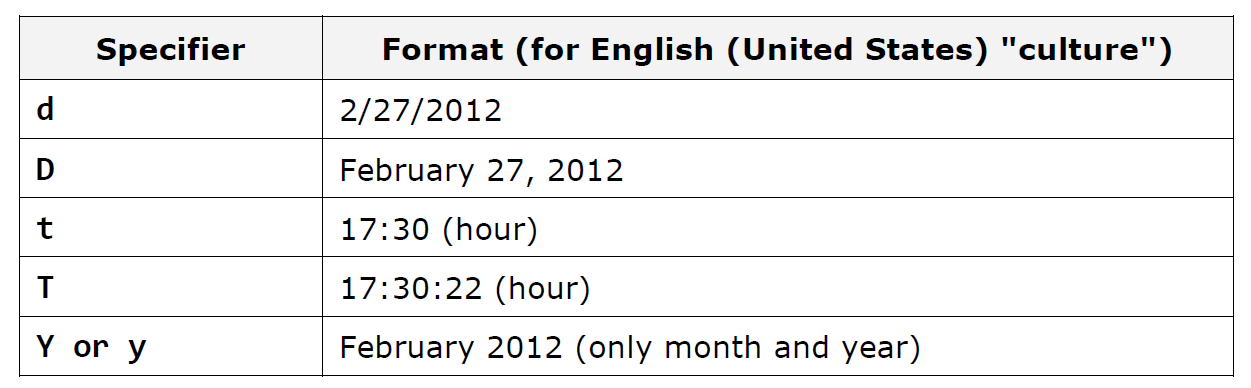 Specifier Format (for English (United States) "culture")
d 2/27/2012
D February 27, 2012
t 17:30 (hour)
T 17:30:22 (hour)
Y or y February 2012 (only month and year)